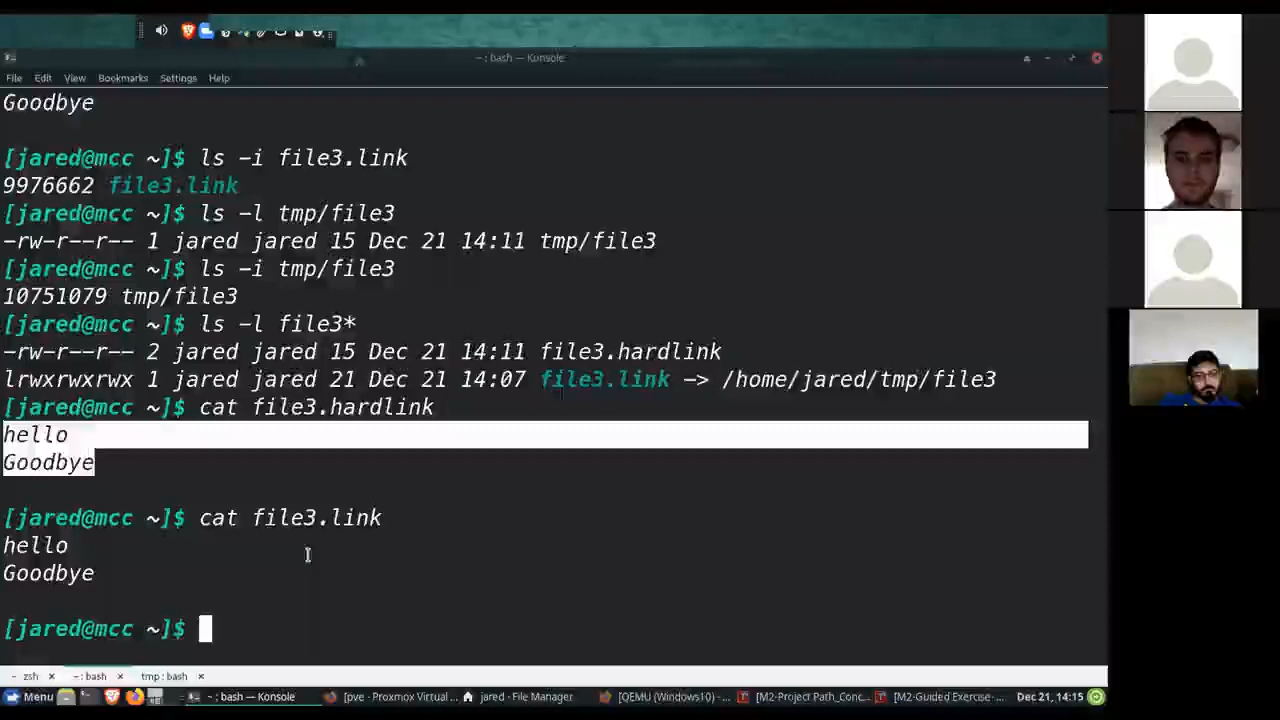 ~ : bash — Konsole
File Edit View Bookmarks Settings Help
Goodbye
[jared@mcc ~]$ ls -i file3.link
9976662 file3.link
[jared@mcc ~]$ ls -l tmp/file3
-rw-r--r-- 1 jared jared 15 Dec 21 14:11 tmp/file3
[jared@mcc ~]$ ls -i tmp/file3
10751079 tmp/file3
[jared@mcc ~]$ ls -l file3*
-rw-r--r-- 2 jared jared 15 Dec 21 14:11 file3.hardlink
lrwxrwxrwx 1 jared jared 21 Dec 21 14:07 file3.link -> /home/jared/tmp/file3
[jared@mcc ~]$ cat file3.hardlink
hello
Goodbye
[jared@mcc ~]$ cat file3.link
hello
Goodbye
[jared@mcc ~]$
~ : zsh ~ : bash tmp : bash
Menu ~ : bash — Konsole [pve - Proxmox Virtual ... jared - File Manager [QEMU (Windows10) - ... [M2-Project Path_Conc... [M2-Guided Exercise- ... Dec 21, 14:15